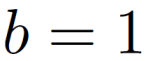 b = 1